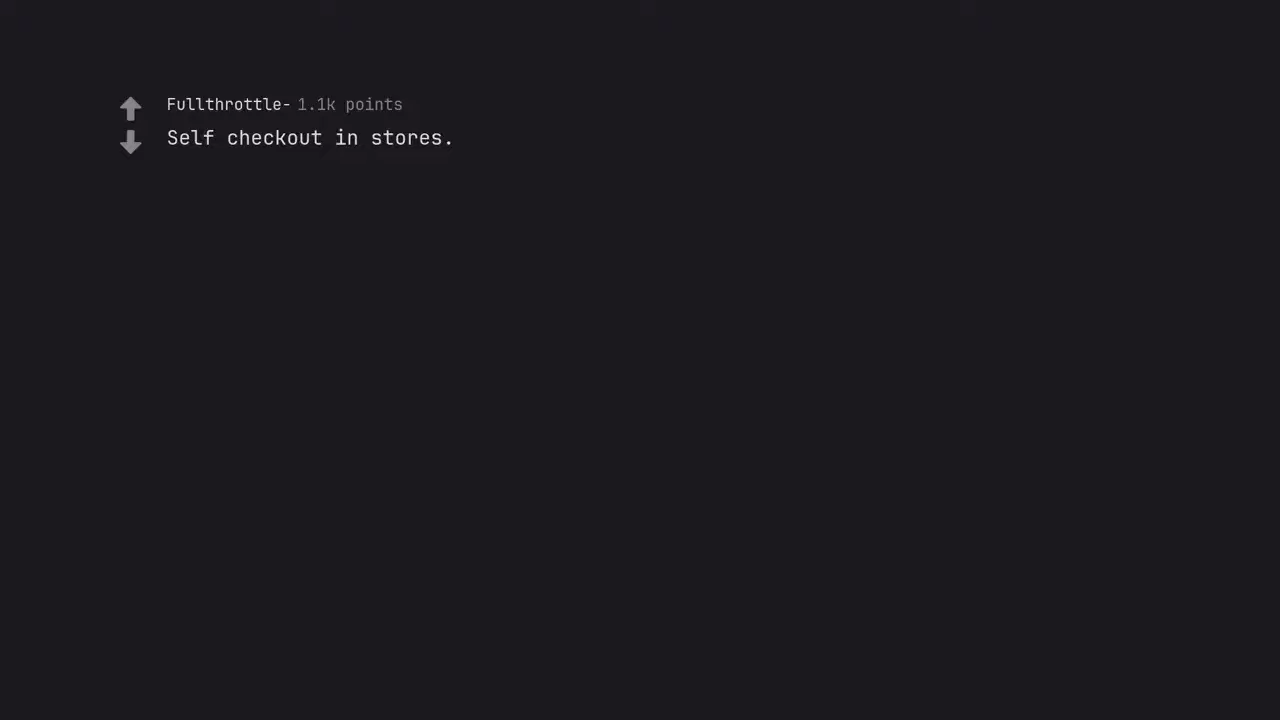 Fullthrottle- 1.1k points
Self checkout in stores.